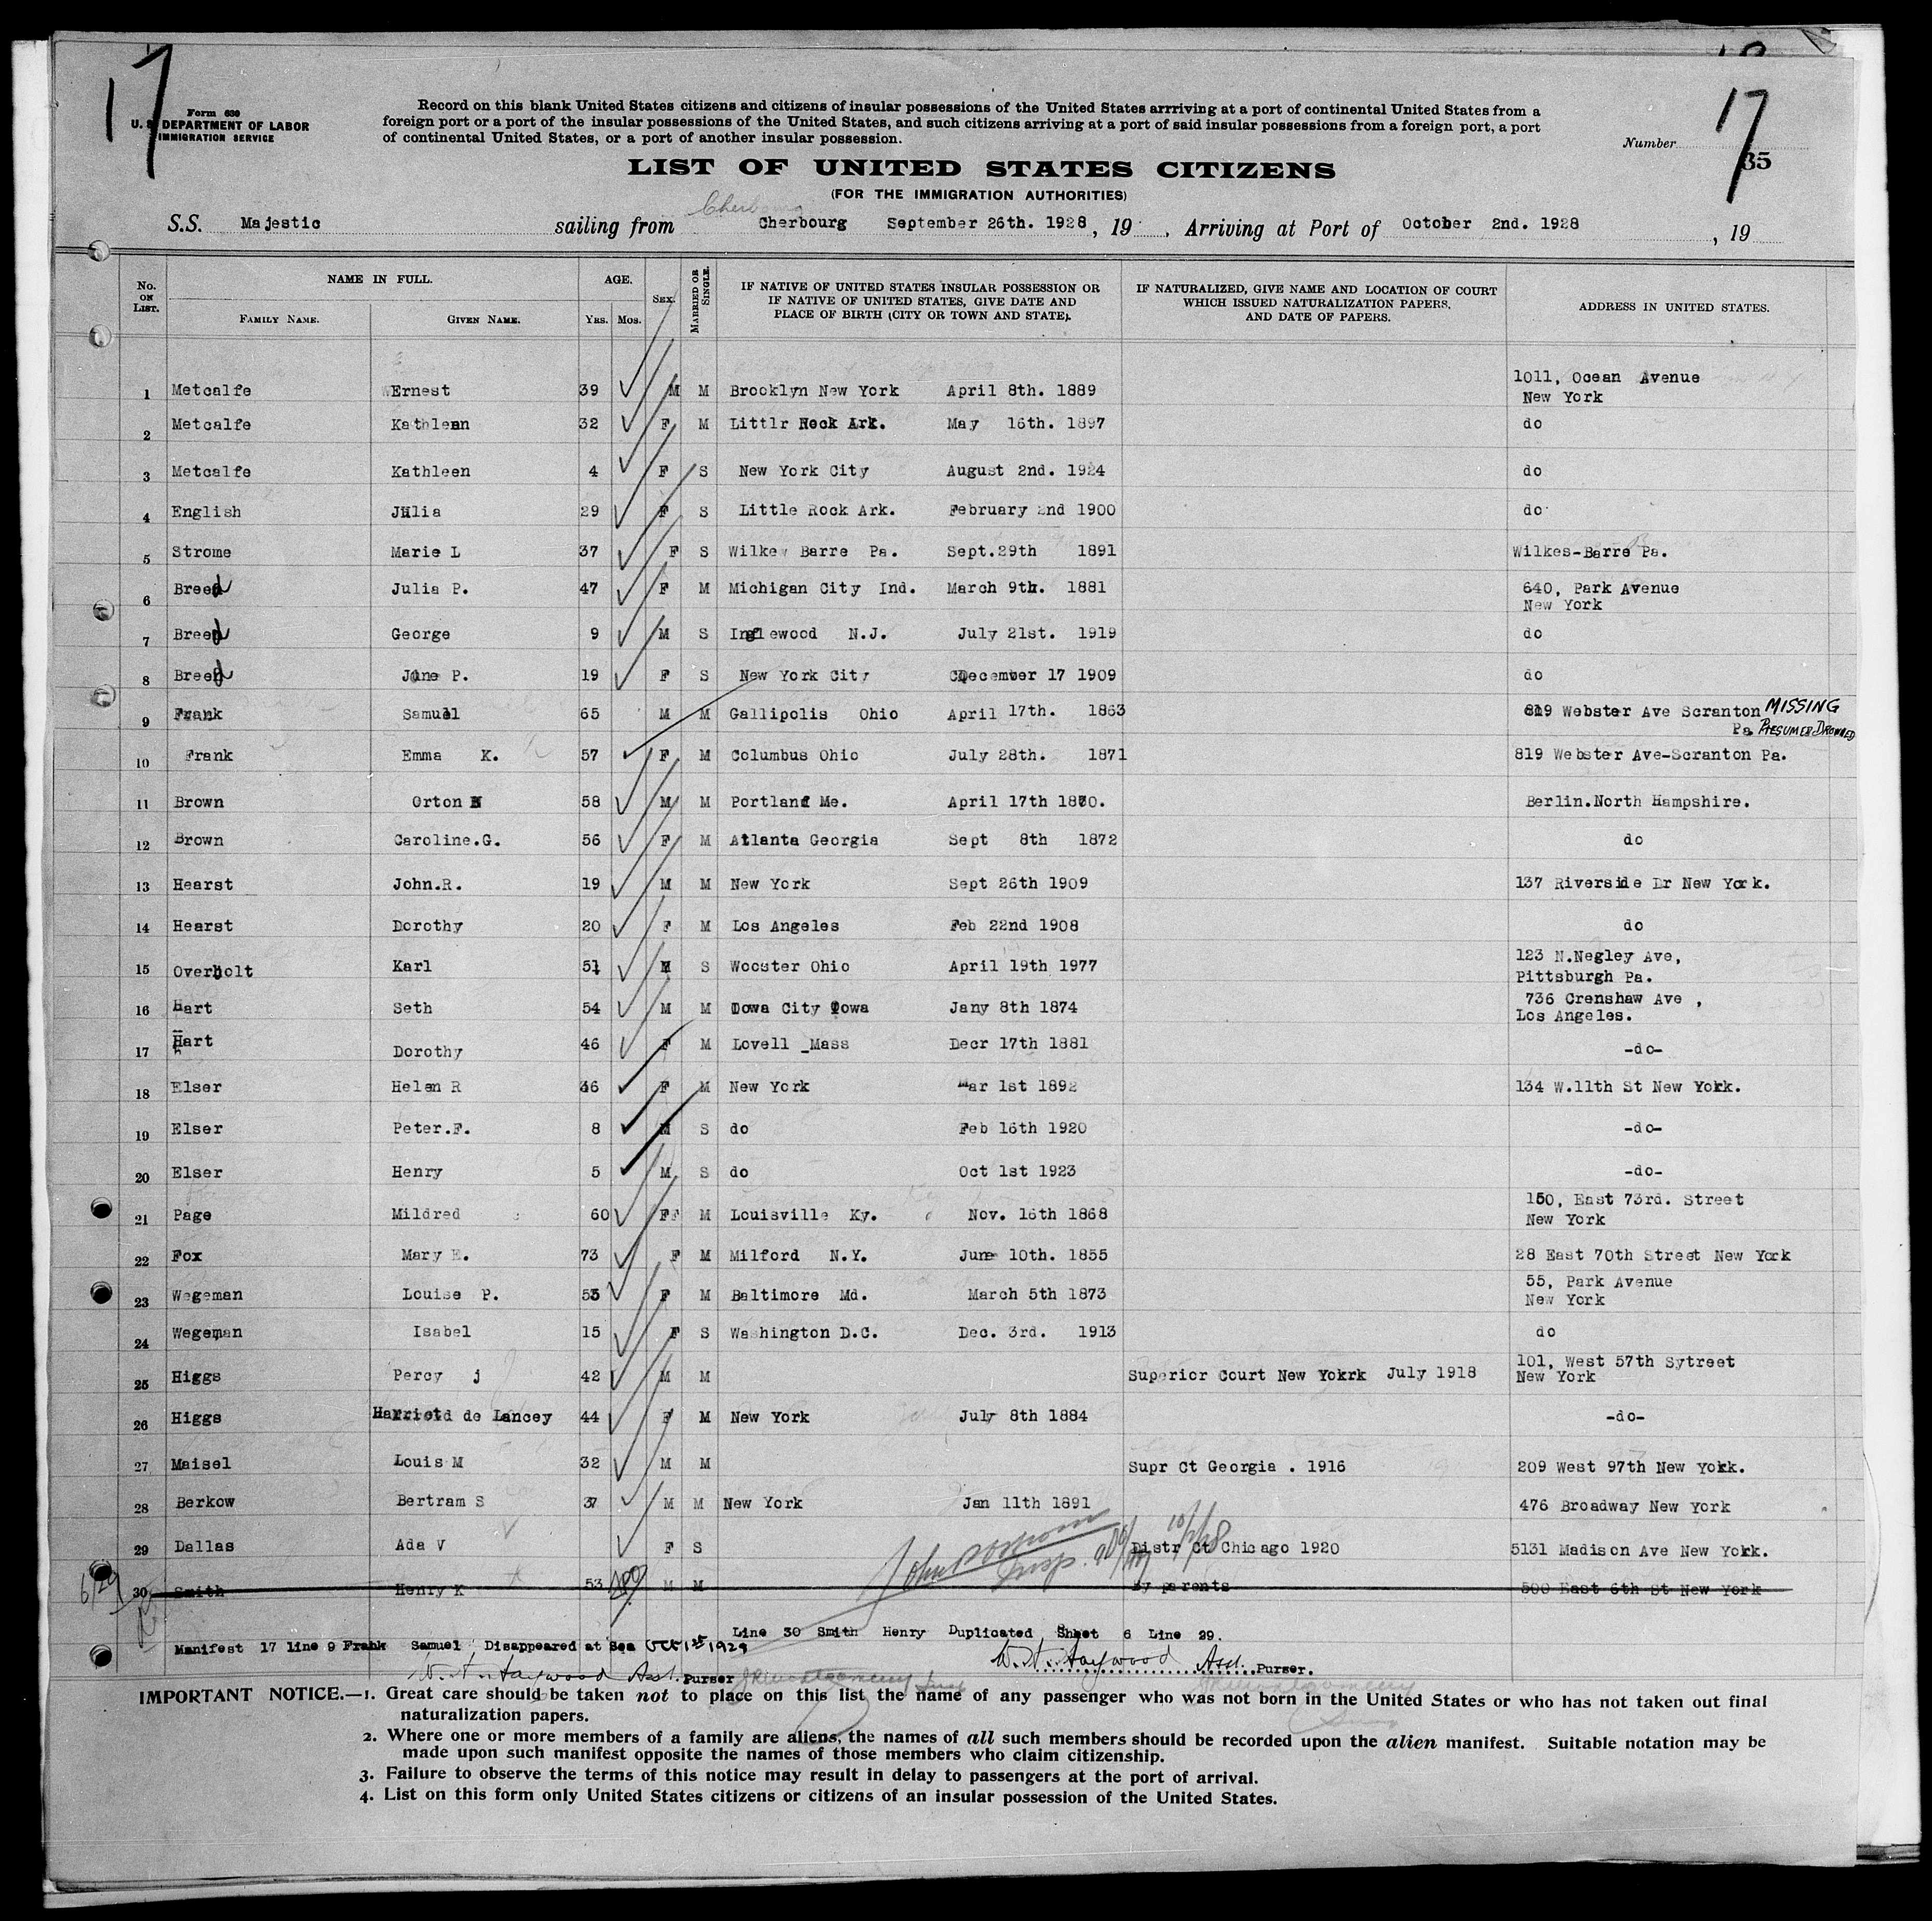 17
17
Form 630
U. S. DEPARTMENT OF LABOR
IMMIGRATION SERVICE
Record on this blank United States citizens and citizens of insular possessions of the United States arrriving at a port of continental United States from a
foreign port or a port of the insular possessions of the United States, and such citizens arriving at a port of said insular possessions from a foreign port, a port
of continental United States, or a port of another insular possession.
Number
35
LIST OF UNITED STATES CITIZENS
(FOR THE IMMIGRATION AUTHORITIES)
Cherbourg
S.S. Majestic sailing from Cherbourg September 26th. 1928, 19 , Arriving at Port of October 2nd. 1928 , 19
No. ON LIST. NAME IN FULL. FAMILY NAME. GIVEN NAME. AGE. YRS. MOS. SEX. MARRIED OR SINGLE. IF NATIVE OF UNITED STATES INSULAR POSSESSION OR IF NATIVE OF UNITED STATES, GIVE DATE AND PLACE OF BIRTH (CITY OR TOWN AND STATE). IF NATURALIZED, GIVE NAME AND LOCATION OF COURT WHICH ISSUED NATURALIZATION PAPERS, AND DATE OF PAPERS. ADDRESS IN UNITED STATES.
1 Metcalfe Ernest 39 M M Brooklyn New York April 8th. 1889 1011, Ocean Avenue
New York
2 Metcalfe Kathleen 32 F M Littlr Rock Ark. May 16th. 1897 do
3 Metcalfe Kathleen 4 F S New York City August 2nd. 1924 do
4 English Julia 29 F S Little Rock Ark. February 2nd 1900 do
5 Strome Marie L 37 F S Wilkes Barre Pa. Sept.29th 1891 Wilkes-Barre Pa.
6 Breed Julia P. 47 F M Michigan City Ind. March 9th. 1881 640, Park Avenue
New York
7 Breed George 9 M S Inglewood N.J. July 21st. 1919 do
8 Breed June P. 19 F S New York City December 17 1909 do
9 Frank Samuel 65 M M Gallipolis Ohio April 17th. 1863 819 Webster Ave Scranton MISSING
Pa PRESUMED DROWNED
10 Frank Emma K. 57 F M Columbus Ohio July 28th. 1871 819 Webster Ave-Scranton Pa.
11 Brown Orton 58 M M Portland Me. April 17th 1870. Berlin.North Hampshire.
12 Brown Caroline.G. 56 F M Atlanta Georgia Sept 8th 1872 do
13 Hearst John.R. 19 M M New York Sept 26th 1909 137 Riverside Dr New York.
14 Hearst Dorothy 20 F M Los Angeles Feb 22nd 1908 do
15 Overholt Karl 51 M S Wooster Ohio April 19th 1977 123 N.Negley Ave,
Pittsburgh Pa.
16 Hart Seth 54 M M Iowa City Iowa Jany 8th 1874 736 Crenshaw Ave ,
Los Angeles.
17 Hart Dorothy 46 F M Lovell _Mass Decr 17th 1881 -do-
18 Elser Helen R 36 F M New York Mar 1st 1892 134 W.11th St New York.
19 Elser Peter.F. 8 M S do Feb 16th 1920 -do-
20 Elser Henry 5 M S do Oct 1st 1923 -do-
21 Page Mildred 60 F M Louisville Ky. Nov. 16th 1868 150, East 73rd. Street
New York
22 Fox Mary E. 73 F M Milford N.Y. June 10th. 1855 28 East 70th Street New York
23 Wegeman Louise P. 55 F M Baltimore Md. March 5th 1873 55, Park Avenue
New York
24 Wegeman Isabel 15 F S Washington D.C. Dec. 3rd. 1913 do
25 Higgs Percy j 42 M M Superior Court New Yokrk July 1918 101, West 57th Sytreet
New York
26 Higgs Harriet de Lancey 44 F M New York July 8th 1884 -do-
27 Maisel Louis M 32 M M Supr Ct Georgia . 1916 209 West 97th New York.
28 Berkow Bertram S 37 M M New York Jan 11th 1891 476 Broadway New York
29 Dallas Ada V F S Distr Ct Chicago 1920 5131 Madison Ave New York.
10/2/28
30 Smith Henry K 53 M M By parents 500 East 6th St New York
6/29
Line 30 Smith Henry Duplicated Sheet 6 Line 29.
Manifest 17 line 9 Frank Samuel Disappeared at Sea Oct 1st 1928
W. H. Haywood Asst. Purser
W. H. Haywood Asst. Purser.
IMPORTANT NOTICE.—1. Great care should be taken not to place on this list the name of any passenger who was not born in the United States or who has not taken out final
naturalization papers.
2. Where one or more members of a family are aliens, the names of all such members should be recorded upon the alien manifest. Suitable notation may be
made upon such manifest opposite the names of those members who claim citizenship.
3. Failure to observe the terms of this notice may result in delay to passengers at the port of arrival.
4. List on this form only United States citizens or citizens of an insular possession of the United States.